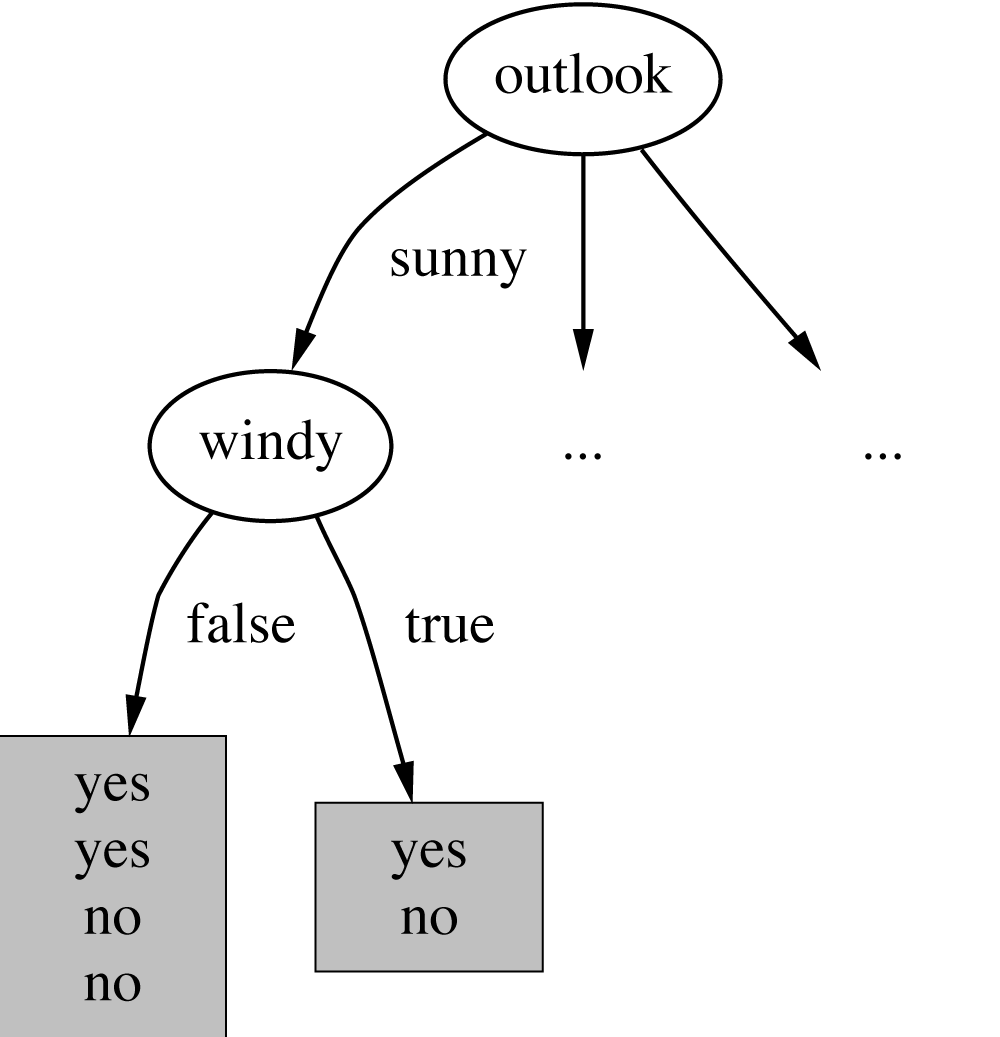 outlook
sunny
windy
...
...
false
true
yes
yes
no
no
yes
no